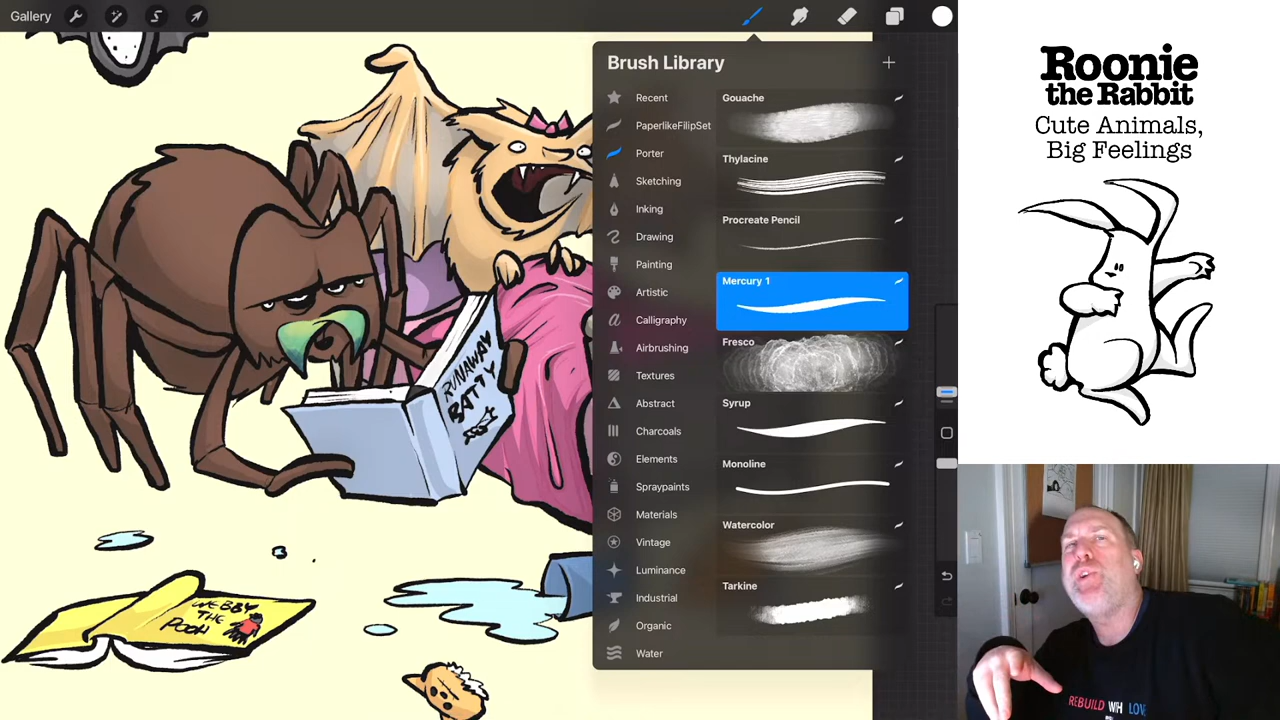 Gallery
Brush Library
Recent
PaperlikeFilipSet
Porter
Sketching
Inking
Drawing
Painting
Artistic
Calligraphy
Airbrushing
Textures
Abstract
Charcoals
Elements
Spraypaints
Materials
Vintage
Luminance
Industrial
Organic
Water
Gouache
Thylacine
Procreate Pencil
Mercury 1
Fresco
Syrup
Monoline
Watercolor
Tarkine
RUNAWAY
BATTY
WEBBY
THE
POOH
Roonie
the Rabbit
Cute Animals,
Big Feelings
REBUILD WITH LOVE